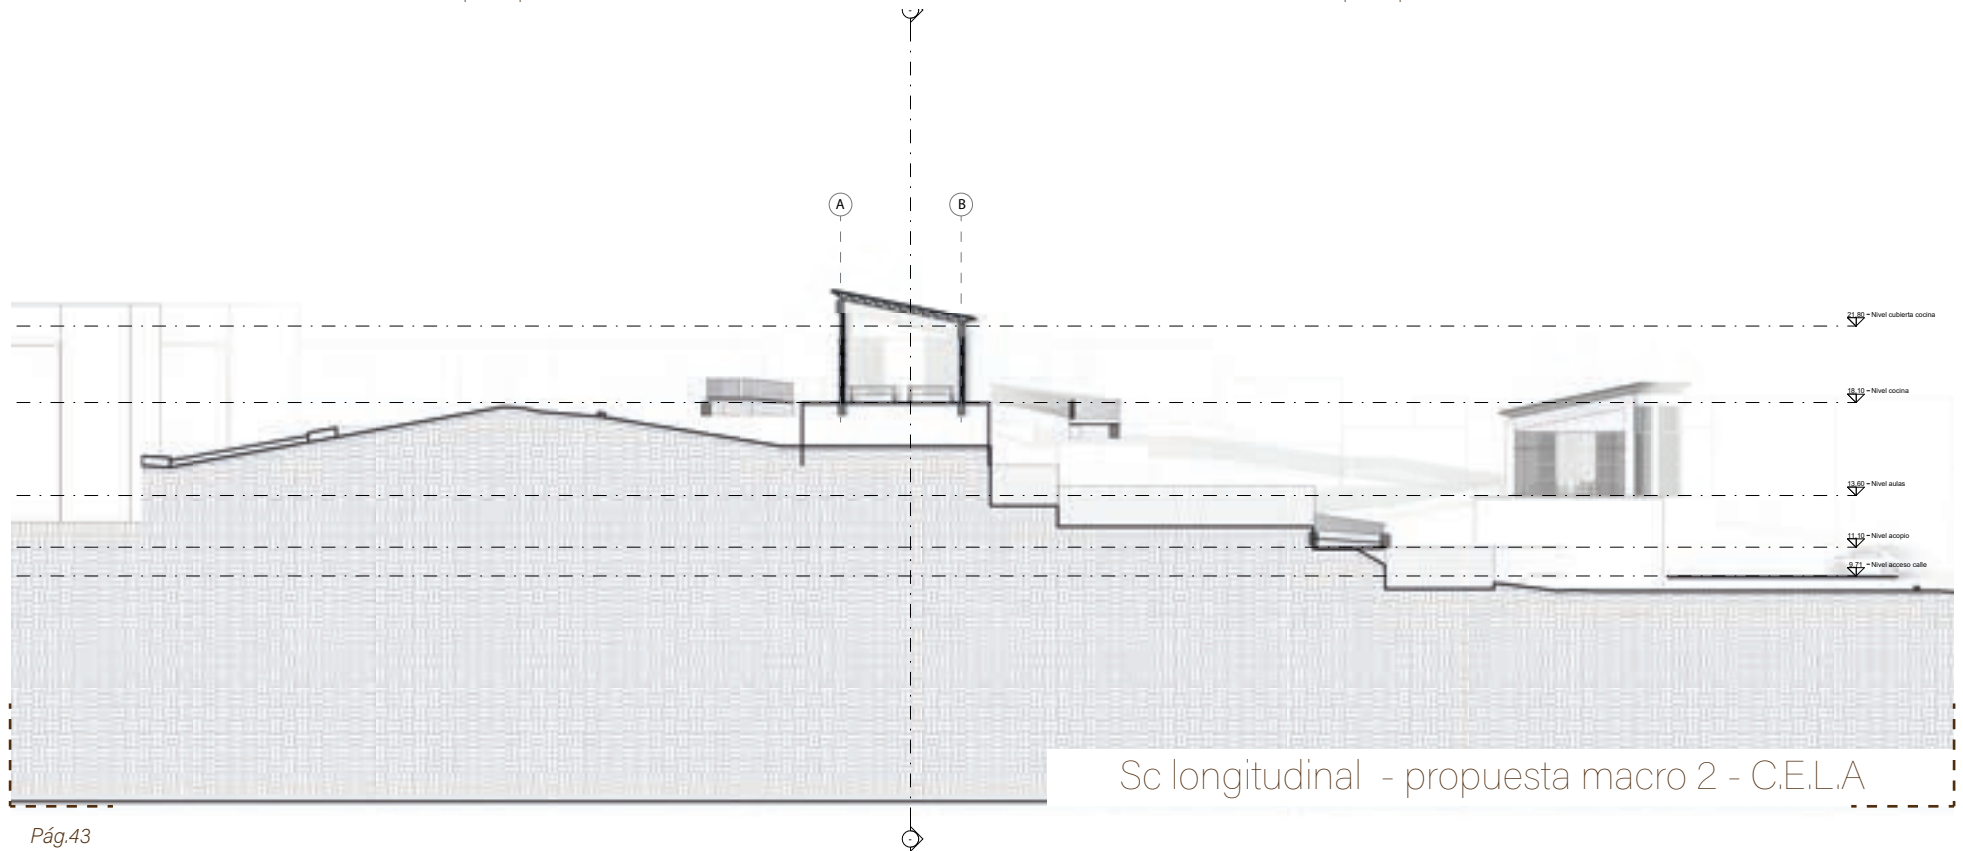 A
B
21,80 - Nivel cubierta cocina
18,10 - Nivel cocina
13,60 - Nivel aulas
11,10 - Nivel acopio
9,71 - Nivel acceso calle
Sc longitudinal - propuesta macro 2 - C.E.L.A
Pág.43